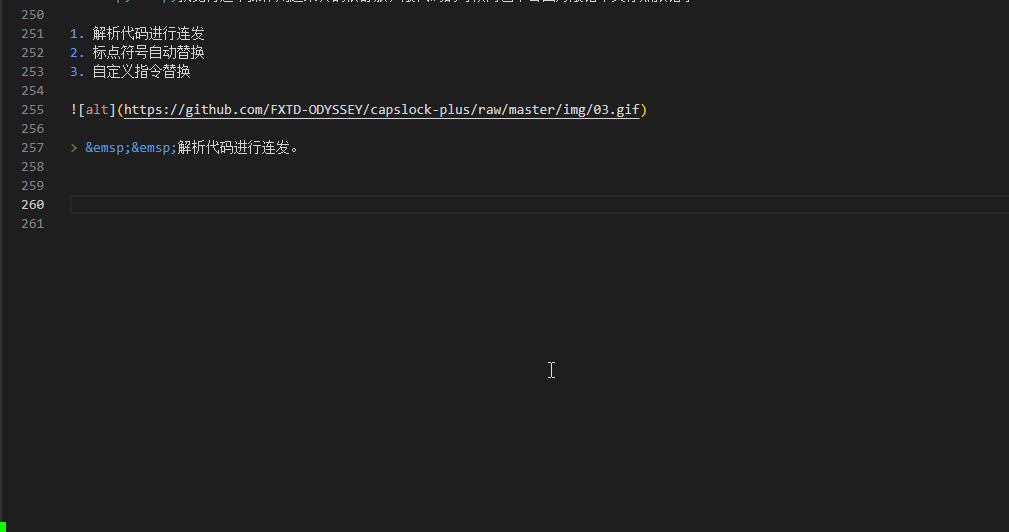 250
251 1. 解析代码进行连发
252 2. 标点符号自动替换
253 3. 自定义指令替换
254
255 ![alt](https://github.com/FXTD-ODYSSEY/capslock-plus/raw/master/img/03.gif)
256
257 > &emsp;&emsp;解析代码进行连发。
258
259
260
261